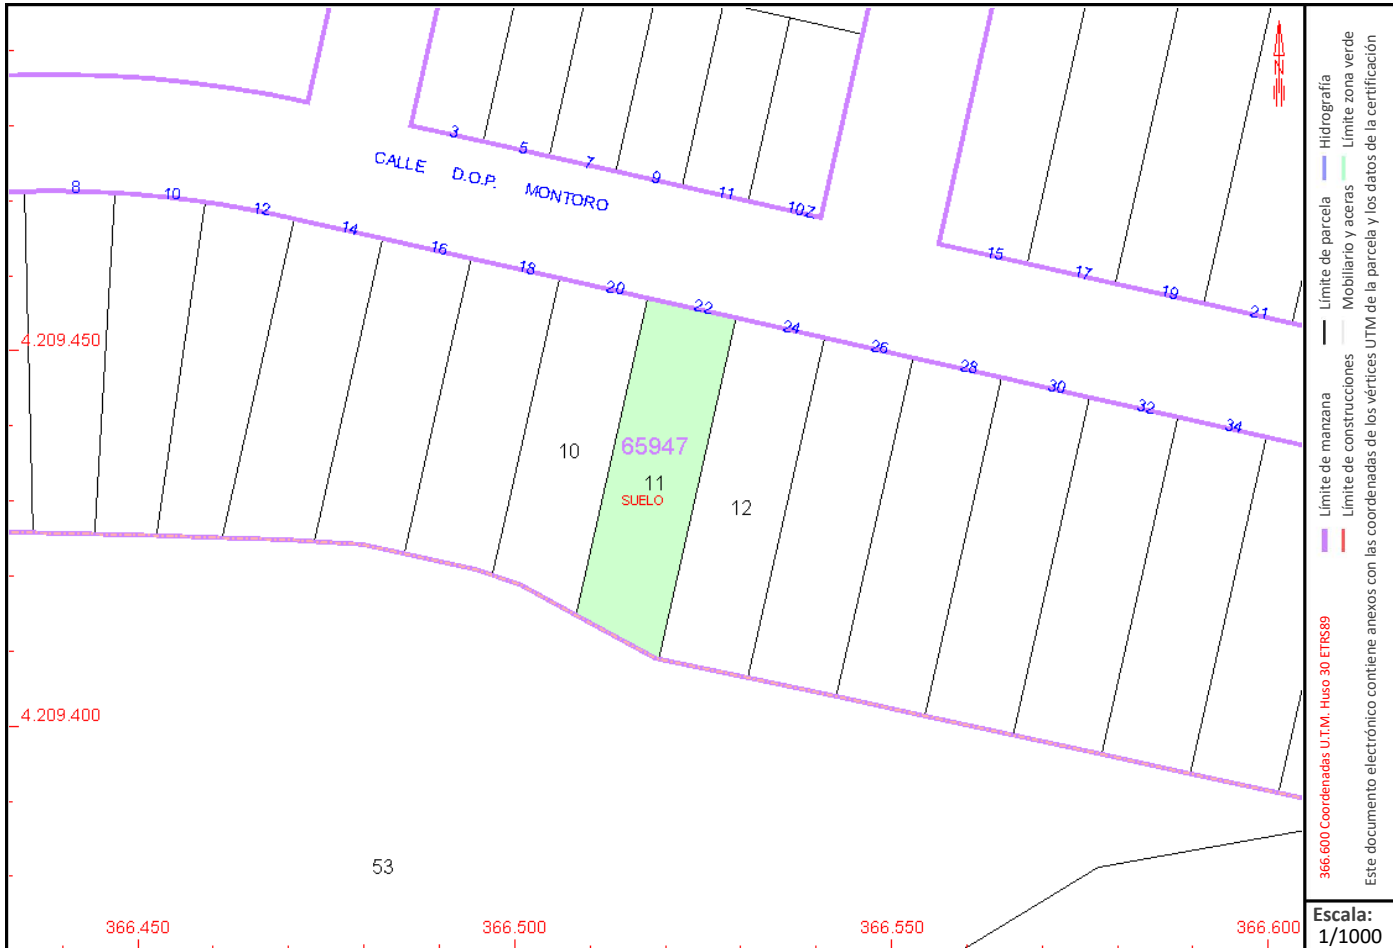 3
5
7
9
11
10Z
CALLE D.O.P. MONTORO
8
10
12
14
16
18
20
22
24
26
28
30
32
34
15
17
19
21
4.209.450
65947
10
11
SUELO
12
4.209.400
53
366.450
366.500
366.550
366.600
N
Límite de manzana
Límite de parcela
Hidrografía
366.600 Coordenadas U.T.M. Huso 30 ETRS89
Límite de construcciones
Mobiliario y aceras
Límite zona verde
Este documento electrónico contiene anexos con las coordenadas de los vértices UTM de la parcela y los datos de la certificación
Escala:
1/1000